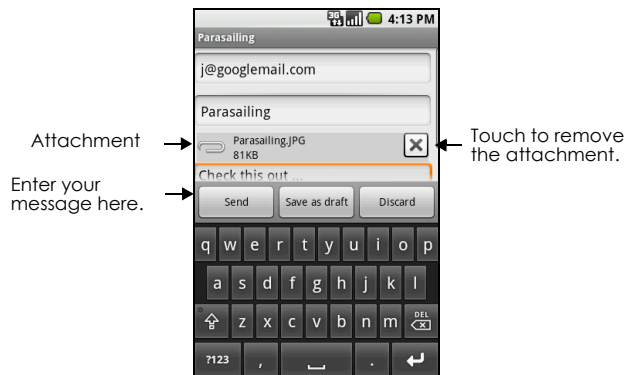 3G 4:13 PM
Parasailing
j@googlemail.com
Parasailing
Attachment
Parasailing.JPG
81KB
Touch to remove
the attachment.
Check this out ...
Enter your
message here.
Send Save as draft Discard
q w e r t y u i o p
a s d f g h j k l
z x c v b n m DEL
?123 , .